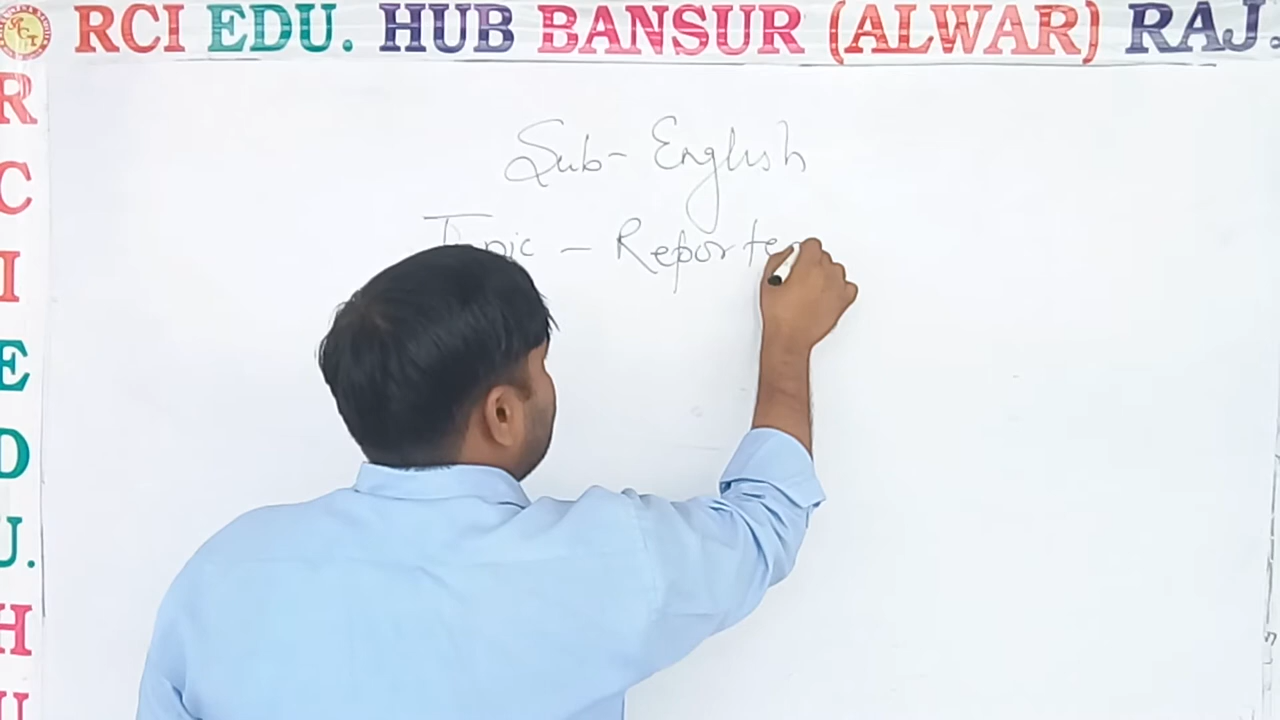 RCI EDU. HUB BANSUR (ALWAR) RAJ.
R
C
I
E
D
U.
H
U
Sub- English
Topic - Reporte